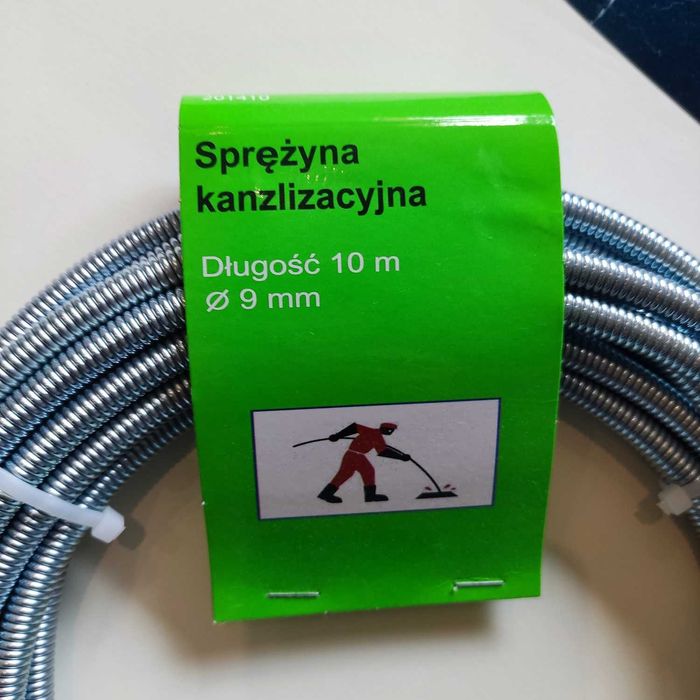 Sprężyna
kanzlizacyjna
Długość 10 m
Ø 9 mm